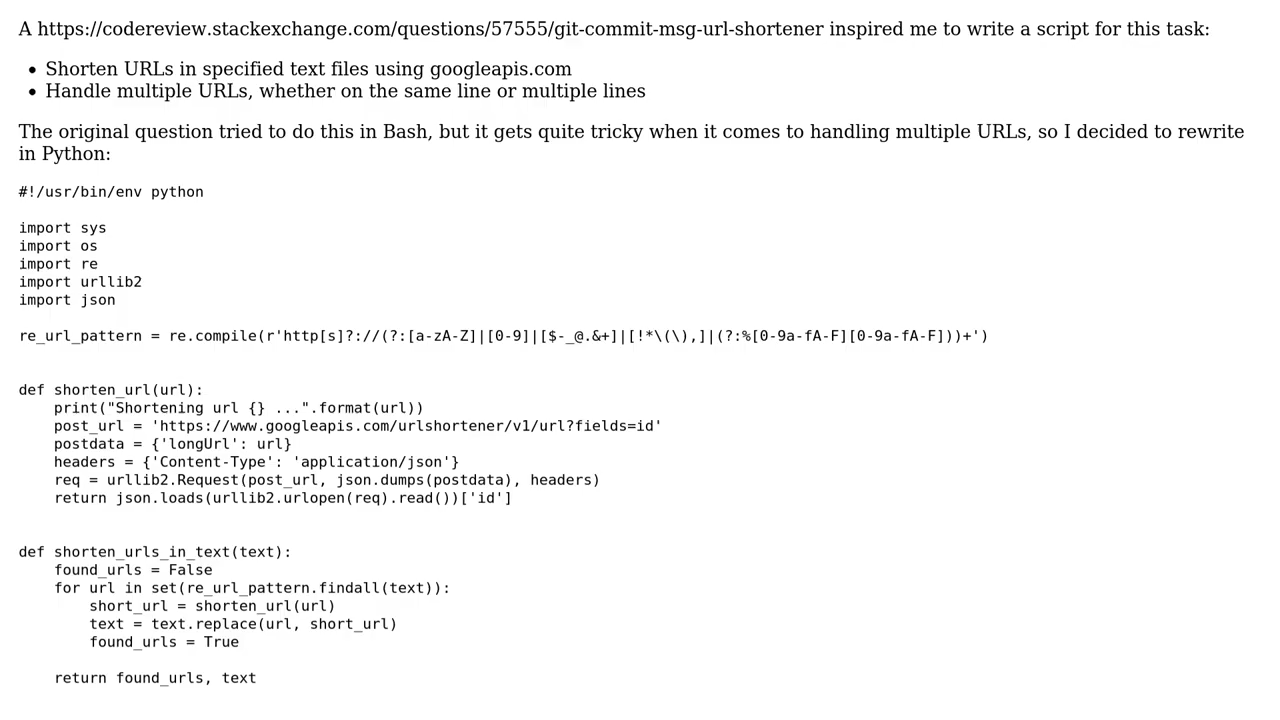 A https://codereview.stackexchange.com/questions/57555/git-commit-msg-url-shortener inspired me to write a script for this task:
• Shorten URLs in specified text files using googleapis.com
• Handle multiple URLs, whether on the same line or multiple lines
The original question tried to do this in Bash, but it gets quite tricky when it comes to handling multiple URLs, so I decided to rewrite
in Python:
#!/usr/bin/env python
import sys
import os
import re
import urllib2
import json
re_url_pattern = re.compile(r'http[s]?://(?:[a-zA-Z]|[0-9]|[$-_@.&+]|[!*\(\),]|(?:%[0-9a-fA-F][0-9a-fA-F]))+')
def shorten_url(url):
    print("Shortening url {} ...".format(url))
    post_url = 'https://www.googleapis.com/urlshortener/v1/url?fields=id'
    postdata = {'longUrl': url}
    headers = {'Content-Type': 'application/json'}
    req = urllib2.Request(post_url, json.dumps(postdata), headers)
    return json.loads(urllib2.urlopen(req).read())['id']
def shorten_urls_in_text(text):
    found_urls = False
    for url in set(re_url_pattern.findall(text)):
        short_url = shorten_url(url)
        text = text.replace(url, short_url)
        found_urls = True
    return found_urls, text